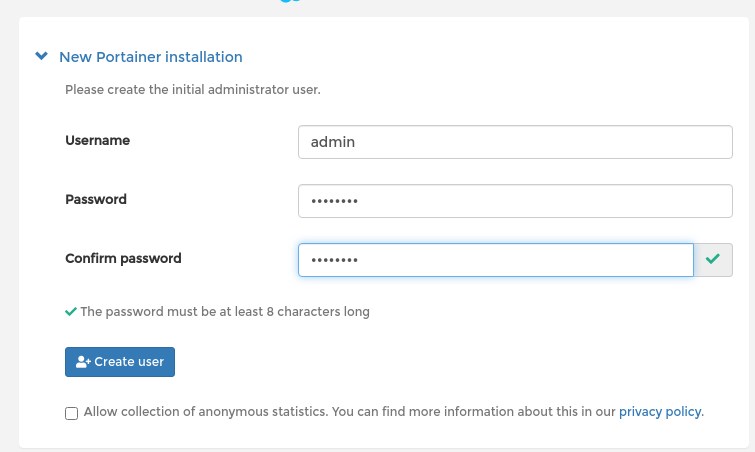 New Portainer installation
Please create the initial administrator user.
Username
admin
Password
••••••••
Confirm password
••••••••
The password must be at least 8 characters long
Create user
Allow collection of anonymous statistics. You can find more information about this in our privacy policy.